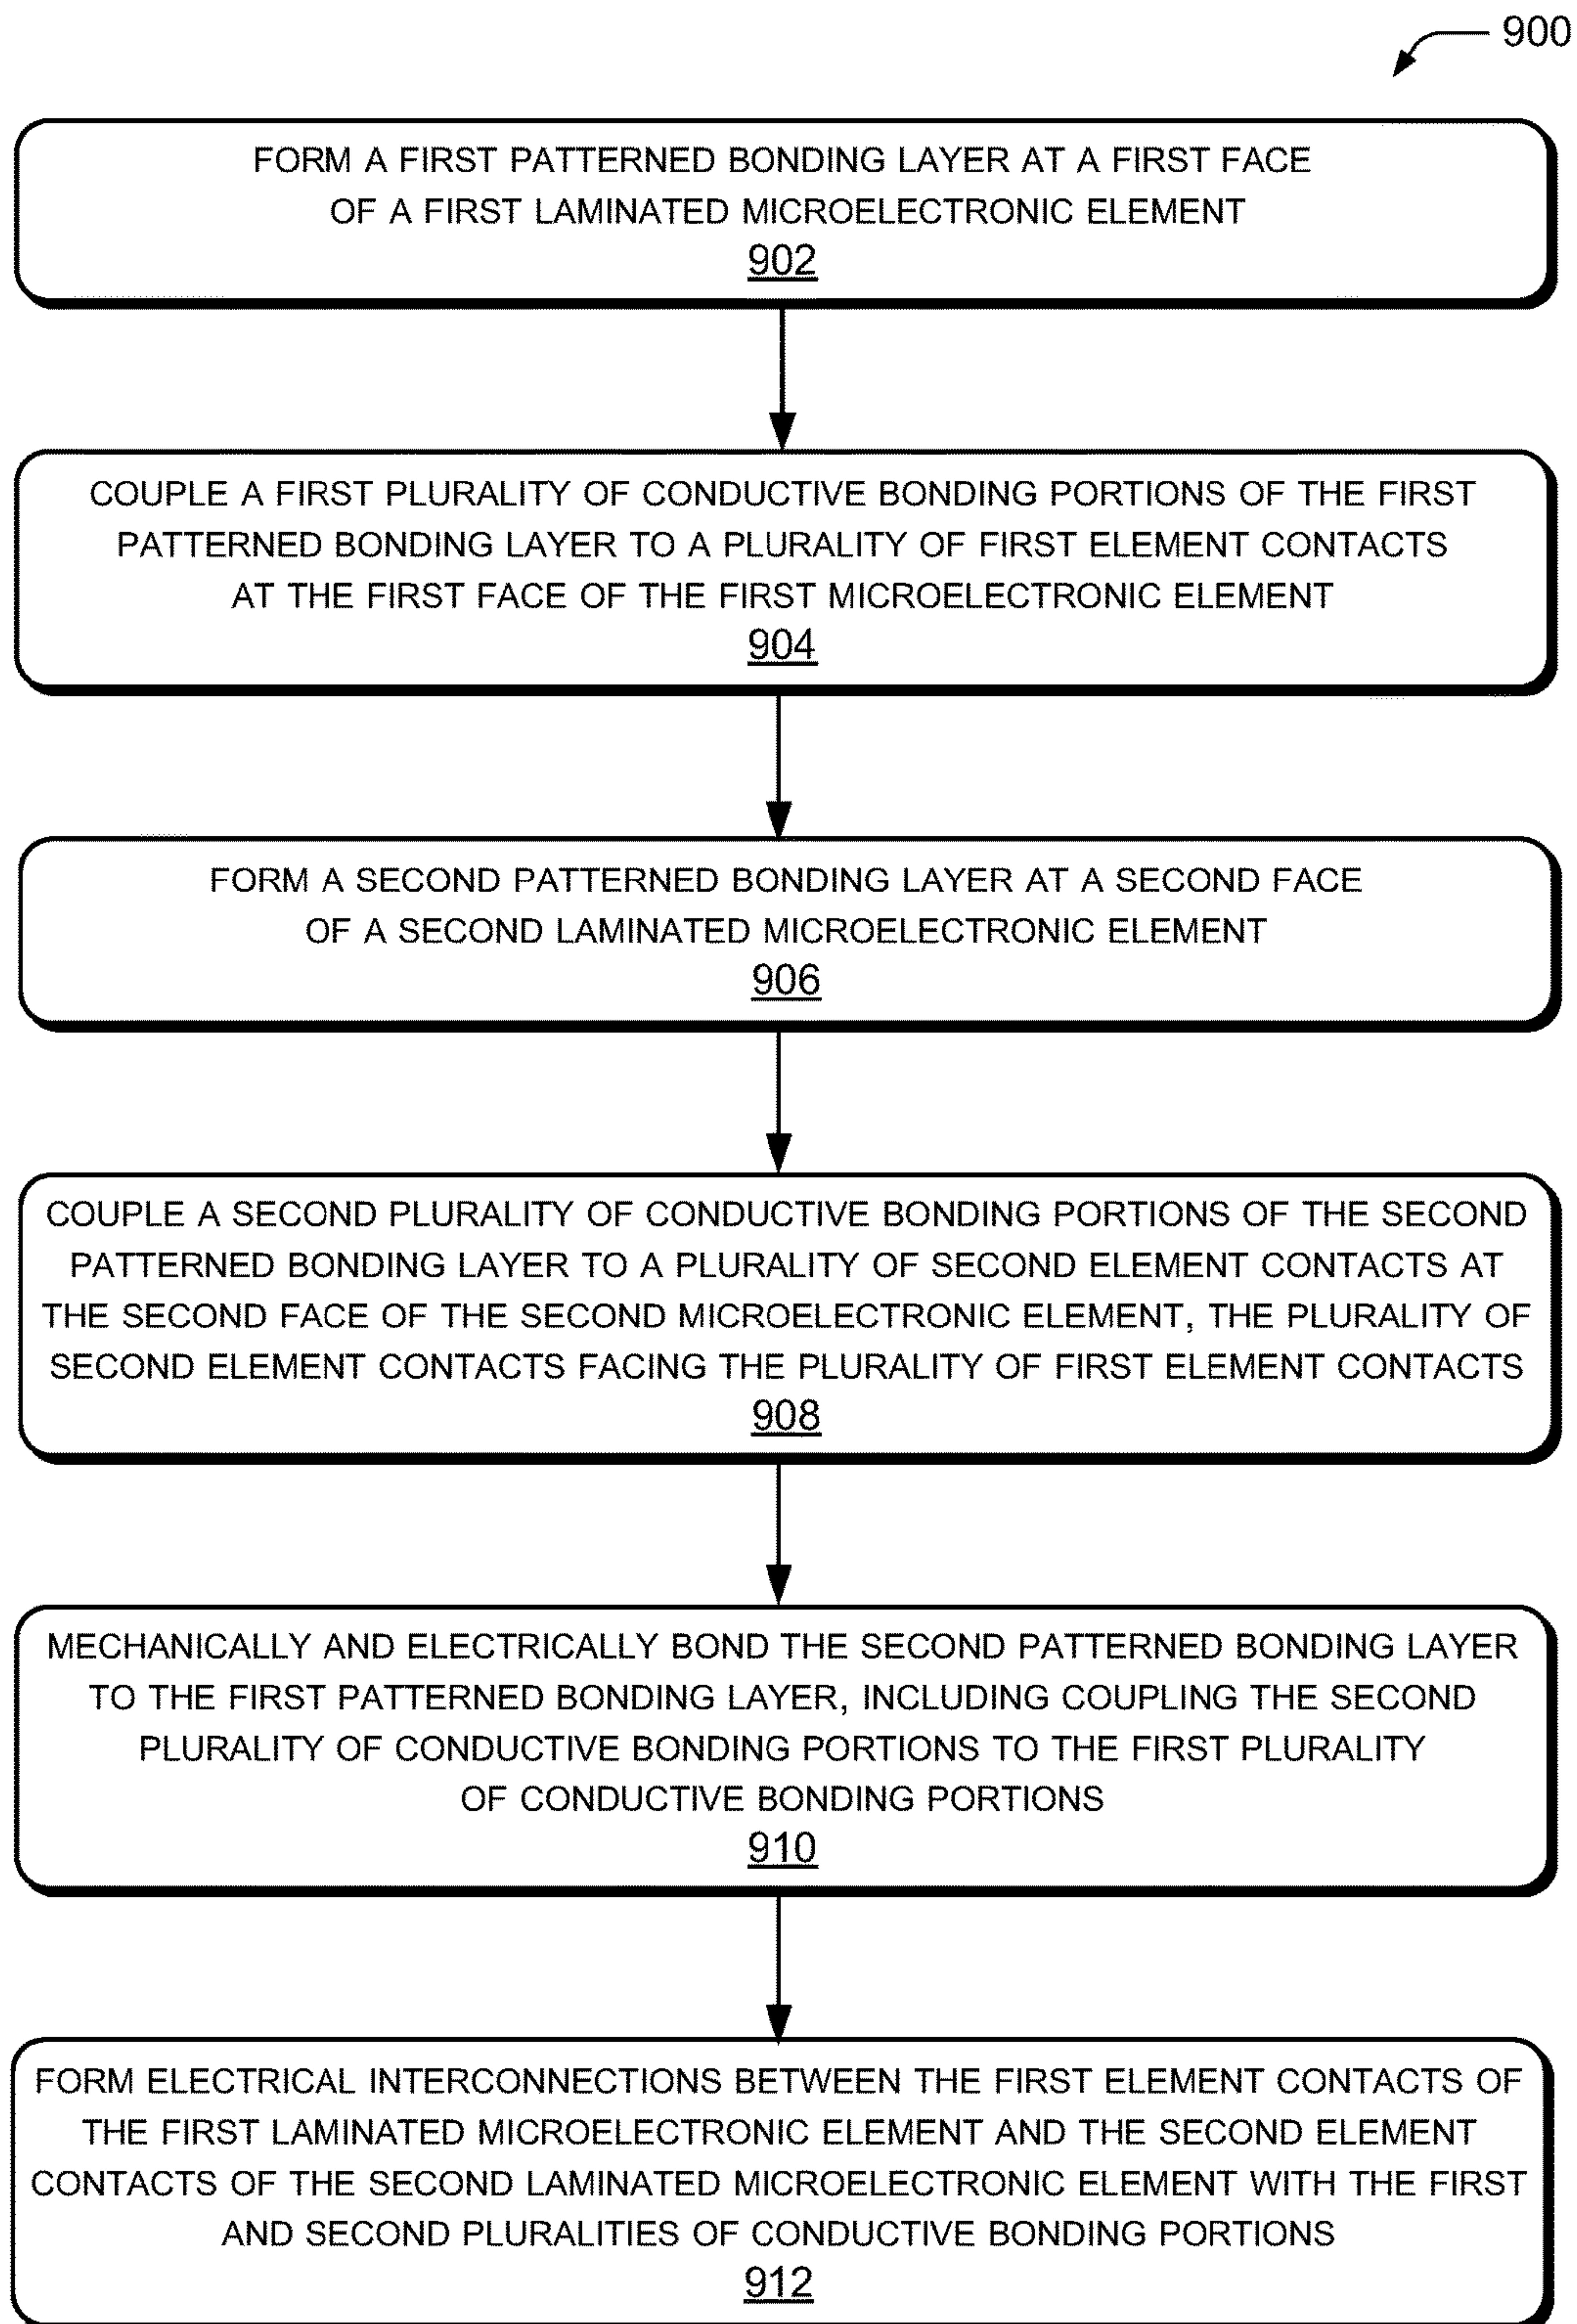 900
FORM A FIRST PATTERNED BONDING LAYER AT A FIRST FACE
OF A FIRST LAMINATED MICROELECTRONIC ELEMENT
902
COUPLE A FIRST PLURALITY OF CONDUCTIVE BONDING PORTIONS OF THE FIRST
PATTERNED BONDING LAYER TO A PLURALITY OF FIRST ELEMENT CONTACTS
AT THE FIRST FACE OF THE FIRST MICROELECTRONIC ELEMENT
904
FORM A SECOND PATTERNED BONDING LAYER AT A SECOND FACE
OF A SECOND LAMINATED MICROELECTRONIC ELEMENT
906
COUPLE A SECOND PLURALITY OF CONDUCTIVE BONDING PORTIONS OF THE SECOND
PATTERNED BONDING LAYER TO A PLURALITY OF SECOND ELEMENT CONTACTS AT
THE SECOND FACE OF THE SECOND MICROELECTRONIC ELEMENT, THE PLURALITY OF
SECOND ELEMENT CONTACTS FACING THE PLURALITY OF FIRST ELEMENT CONTACTS
908
MECHANICALLY AND ELECTRICALLY BOND THE SECOND PATTERNED BONDING LAYER
TO THE FIRST PATTERNED BONDING LAYER, INCLUDING COUPLING THE SECOND
PLURALITY OF CONDUCTIVE BONDING PORTIONS TO THE FIRST PLURALITY
OF CONDUCTIVE BONDING PORTIONS
910
FORM ELECTRICAL INTERCONNECTIONS BETWEEN THE FIRST ELEMENT CONTACTS OF
THE FIRST LAMINATED MICROELECTRONIC ELEMENT AND THE SECOND ELEMENT
CONTACTS OF THE SECOND LAMINATED MICROELECTRONIC ELEMENT WITH THE FIRST
AND SECOND PLURALITIES OF CONDUCTIVE BONDING PORTIONS
912